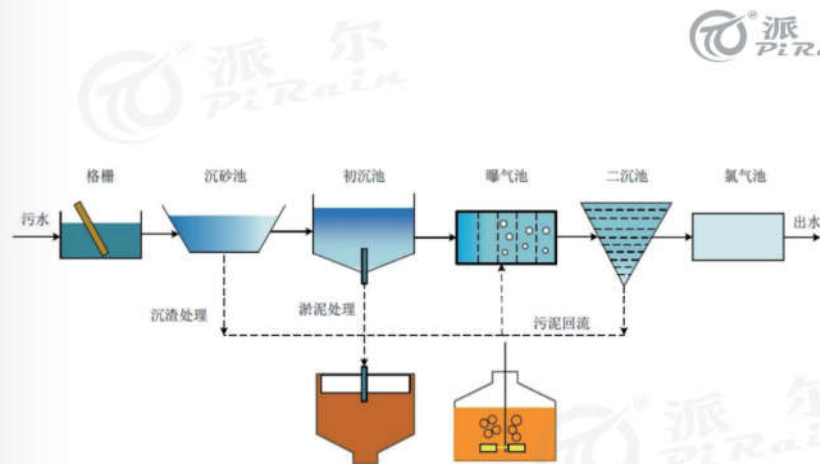 派尔
PiRain
派
PiRa
格栅
沉砂池
初沉池
曝气池
二沉池
氯气池
污水
出水
沉渣处理
淤泥处理
污泥回流
派尔
PiRain